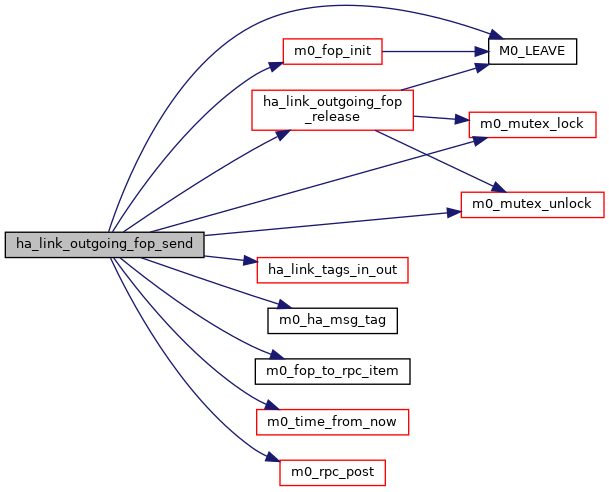 M0_LEAVE
m0_fop_init
ha_link_outgoing_fop
_release
m0_mutex_lock
m0_mutex_unlock
ha_link_outgoing_fop_send
ha_link_tags_in_out
m0_ha_msg_tag
m0_fop_to_rpc_item
m0_time_from_now
m0_rpc_post